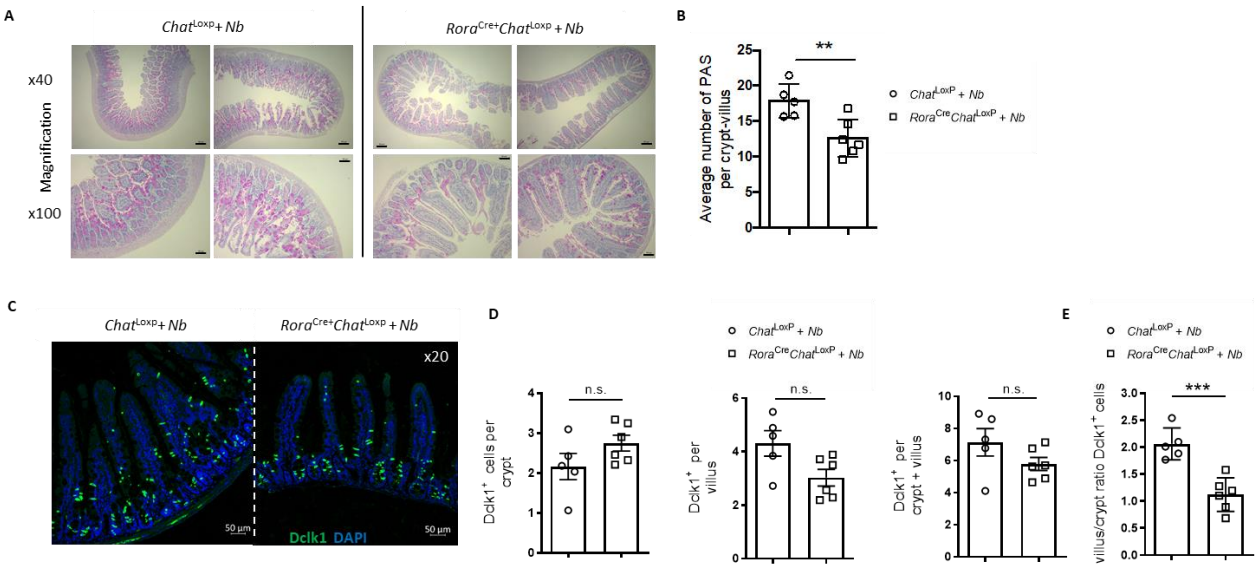 A
Chat^Loxp + Nb
Rora^Cre+Chat^Loxp + Nb
Magnification
x40
x100
B
Average number of PAS
per crypt-villus
25
20
15
10
5
0
**
Chat^LoxP + Nb
Rora^CreChat^LoxP + Nb
C
Chat^Loxp + Nb
Rora^Cre+Chat^Loxp + Nb
x20
50 µm
Dclk1 DAPI
50 µm
D
Dclk1⁺ cells per
crypt
4
3
2
1
0
n.s.
Chat^LoxP + Nb
Rora^CreChat^LoxP + Nb
Dclk1⁺ per
villus
6
4
2
0
n.s.
Dclk1⁺ per
crypt + villus
10
8
6
4
2
0
n.s.
E
Chat^LoxP + Nb
Rora^CreChat^LoxP + Nb
villus/crypt ratio Dclk1⁺ cells
3.0
2.5
2.0
1.5
1.0
0.5
0.0
***